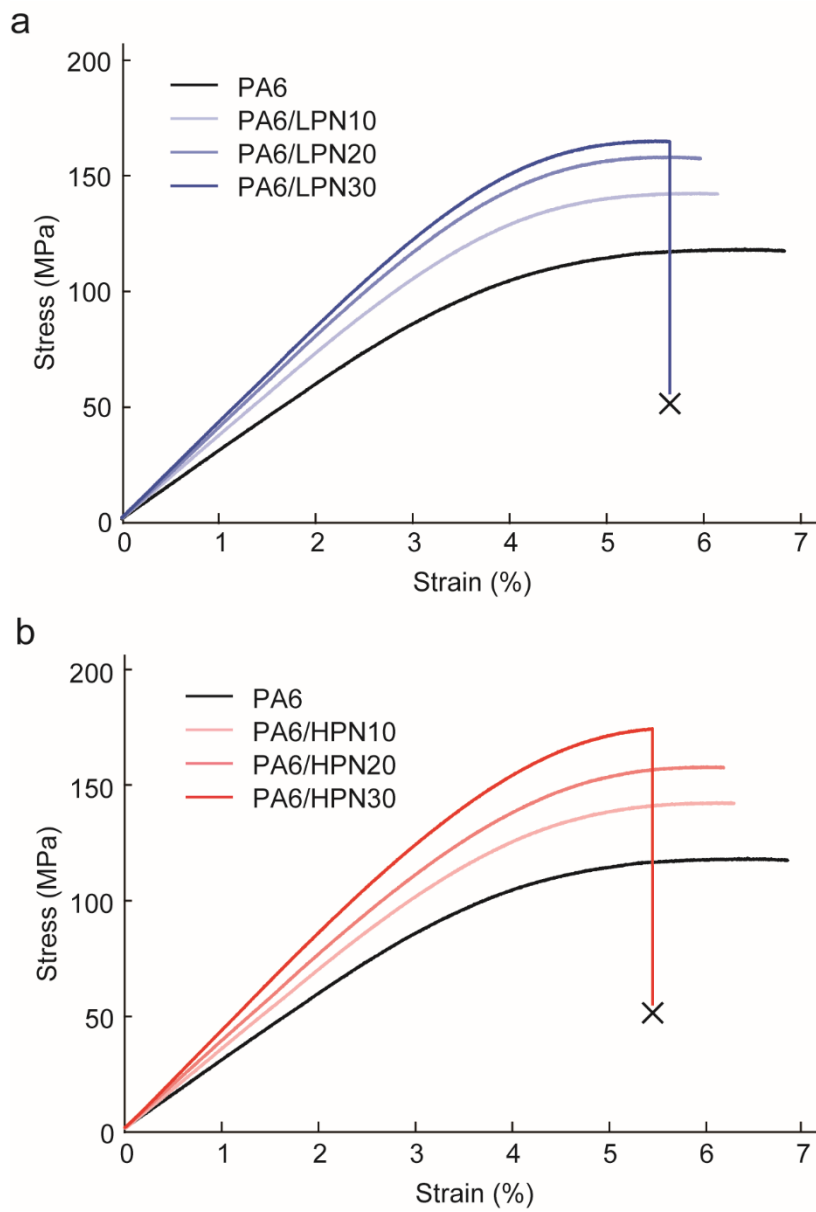 a
200
150
100
50
0
Stress (MPa)
PA6
PA6/LPN10
PA6/LPN20
PA6/LPN30
0 1 2 3 4 5 6 7
Strain (%)
b
200
150
100
50
0
Stress (MPa)
PA6
PA6/HPN10
PA6/HPN20
PA6/HPN30
0 1 2 3 4 5 6 7
Strain (%)